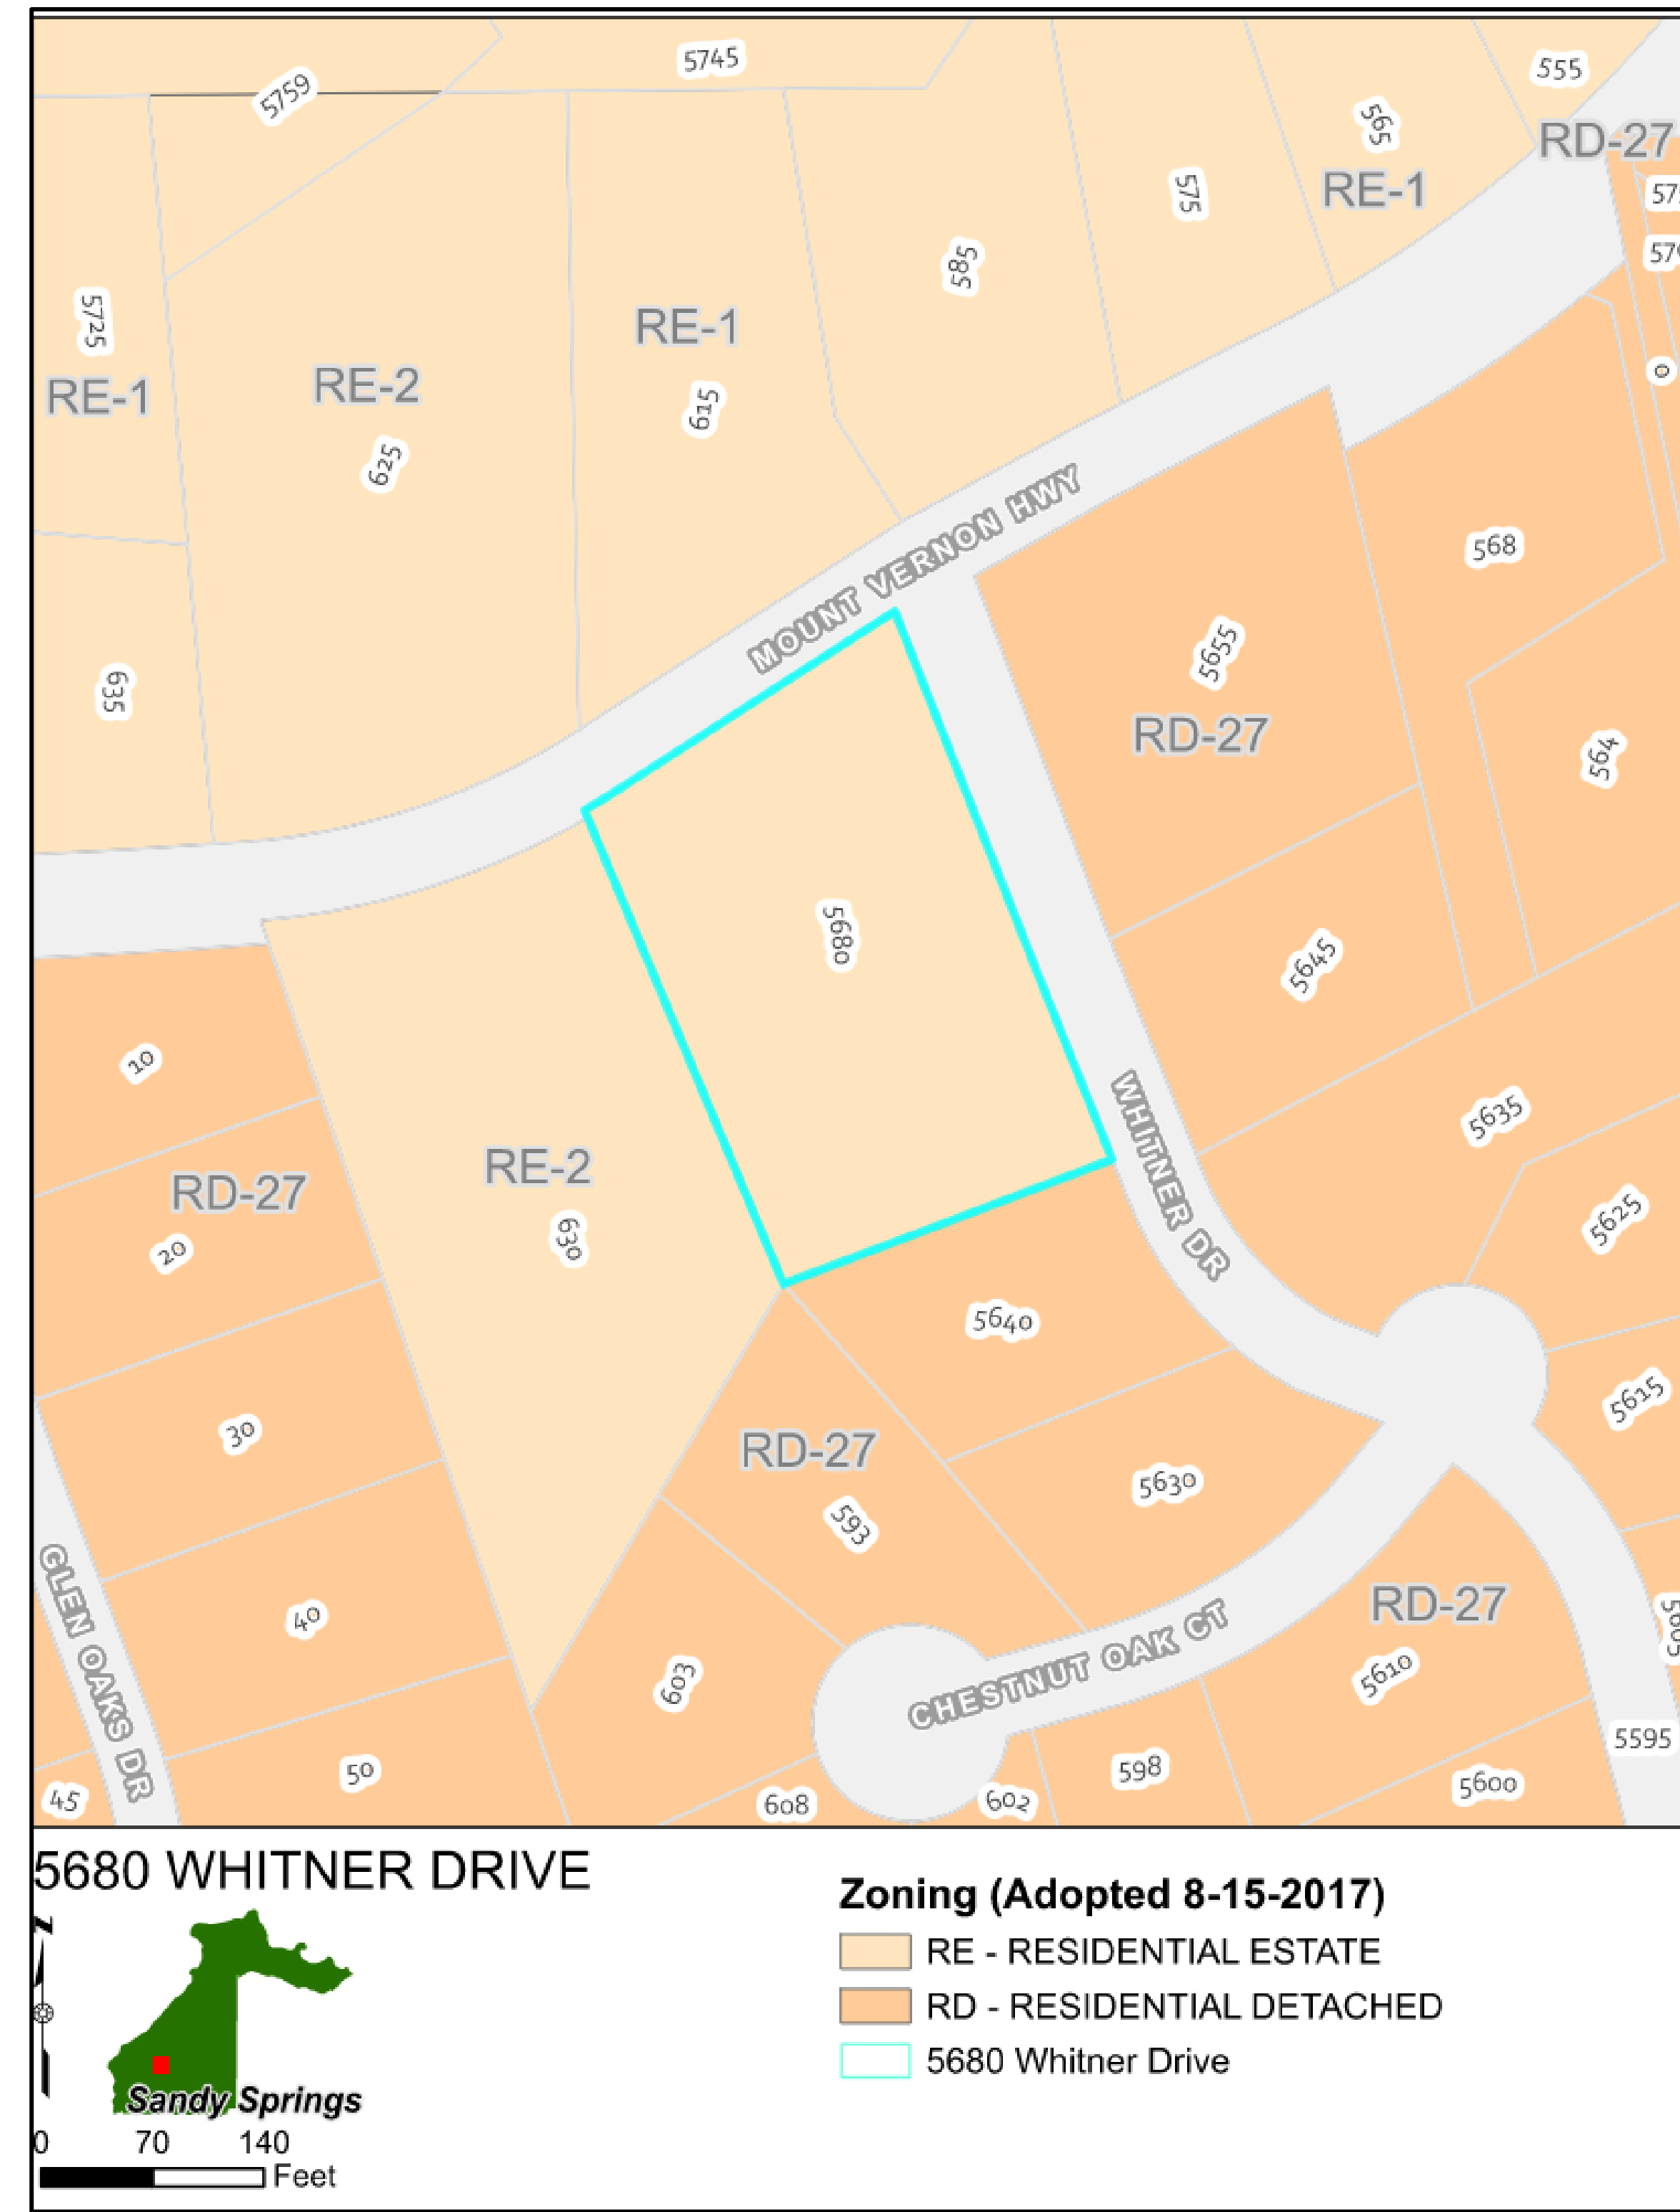 5745
555
5759
565
RD-27
RE-1
575
585
5725
RE-1
RE-2
RE-1
615
625
0
MOUNT VERNON HWY
568
5655
635
RD-27
564
5680
5645
10
WHITNER DR
5635
RE-2
RD-27
630
20
5625
5640
5615
30
RD-27
5630
593
GLEN OAKS DR
40
603
CHESTNUT OAK CT
RD-27
5610
5595
50
45
608
602
598
5600
5680 WHITNER DRIVE
Zoning (Adopted 8-15-2017)
RE - RESIDENTIAL ESTATE
RD - RESIDENTIAL DETACHED
5680 Whitner Drive
Sandy Springs
0 70 140
Feet